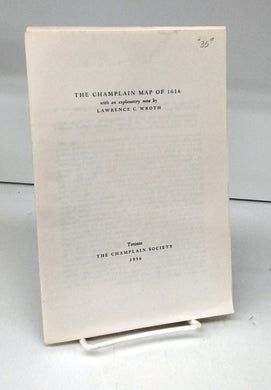 "35"
THE CHAMPLAIN MAP OF 1616
with an explanatory note by
LAWRENCE C. WROTH
Toronto
THE CHAMPLAIN SOCIETY
1956